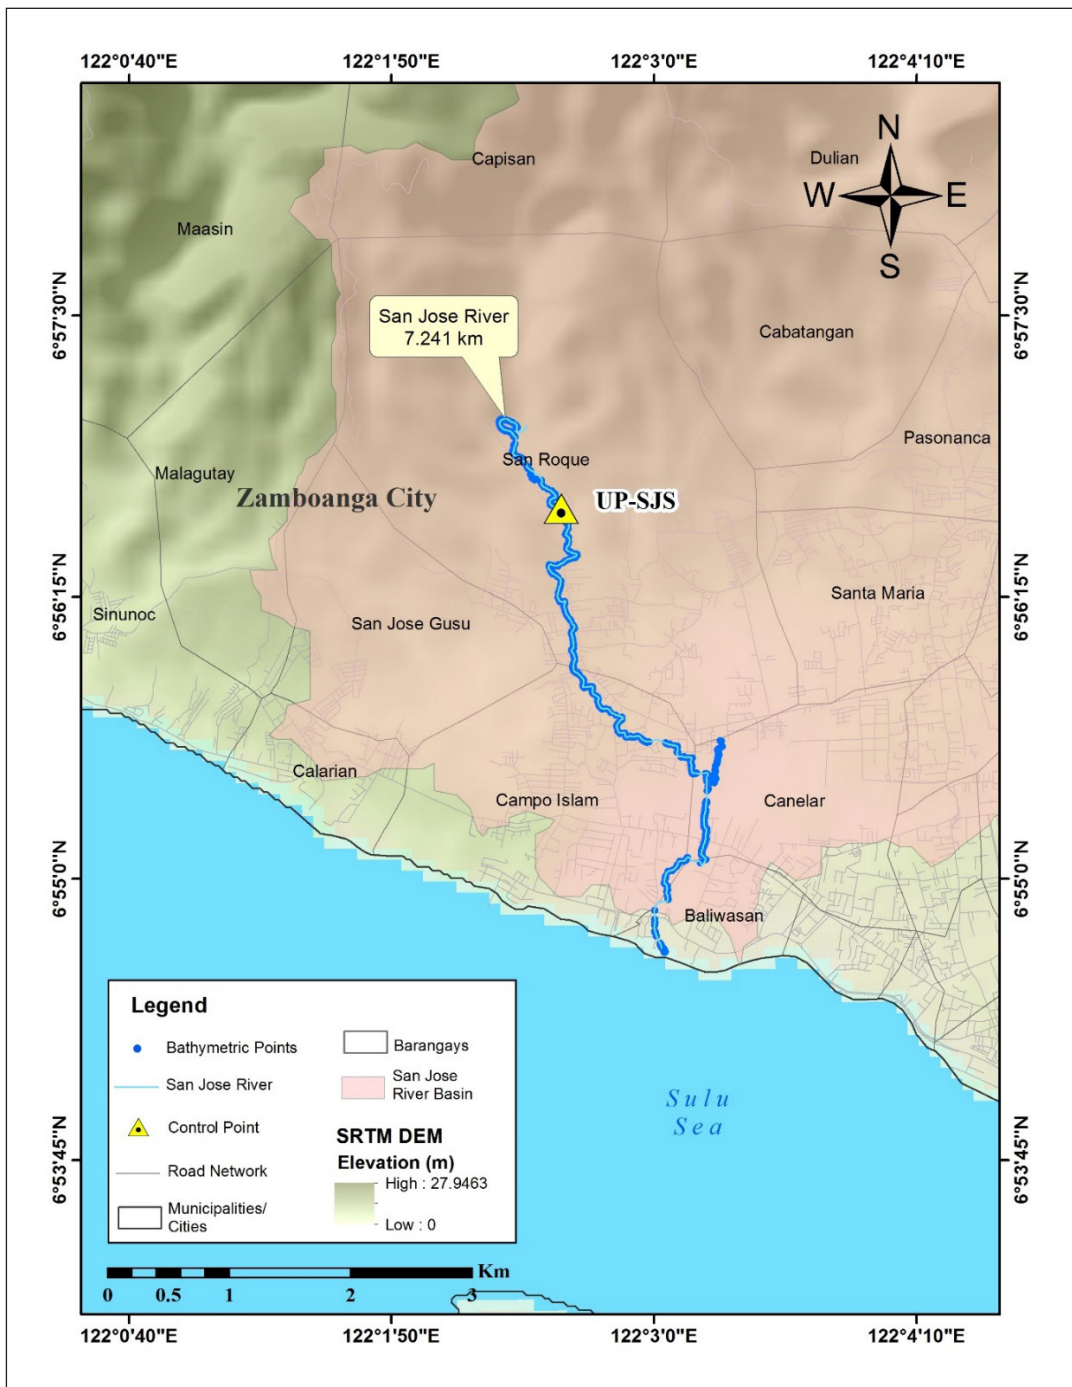 122°0'40"E
122°1'50"E
122°3'0"E
122°4'10"E
N
W
E
S
Capisan
Dulian
Maasin
6°57'30"N
6°57'30"N
San Jose River
7.241 km
Cabatangan
Pasonanca
San Roque
Malagutay
Zamboanga City
UP-SJS
6°56'15"N
6°56'15"N
Santa Maria
Sinunoc
San Jose Gusu
Calarian
Campo Islam
Canelar
6°55'0"N
6°55'0"N
Baliwasan
Legend
Bathymetric Points
San Jose River
Control Point
Road Network
Municipalities/
Cities
Barangays
San Jose
River Basin
SRTM DEM
Elevation (m)
High : 27.9463
Low : 0
Sulu
Sea
6°53'45"N
6°53'45"N
Km
0 0.5 1 2 3
122°0'40"E
122°1'50"E
122°3'0"E
122°4'10"E